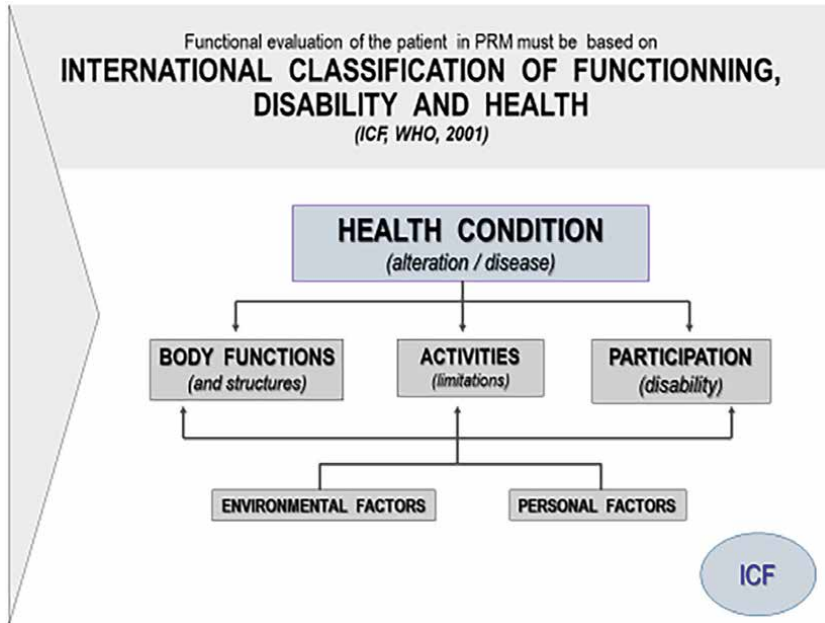 Functional evaluation of the patient in PRM must be based on
INTERNATIONAL CLASSIFICATION OF FUNCTIONNING,
DISABILITY AND HEALTH
(ICF, WHO, 2001)
HEALTH CONDITION
(alteration / disease)
BODY FUNCTIONS
(and structures)
ACTIVITIES
(limitations)
PARTICIPATION
(disability)
ENVIRONMENTAL FACTORS
PERSONAL FACTORS
ICF